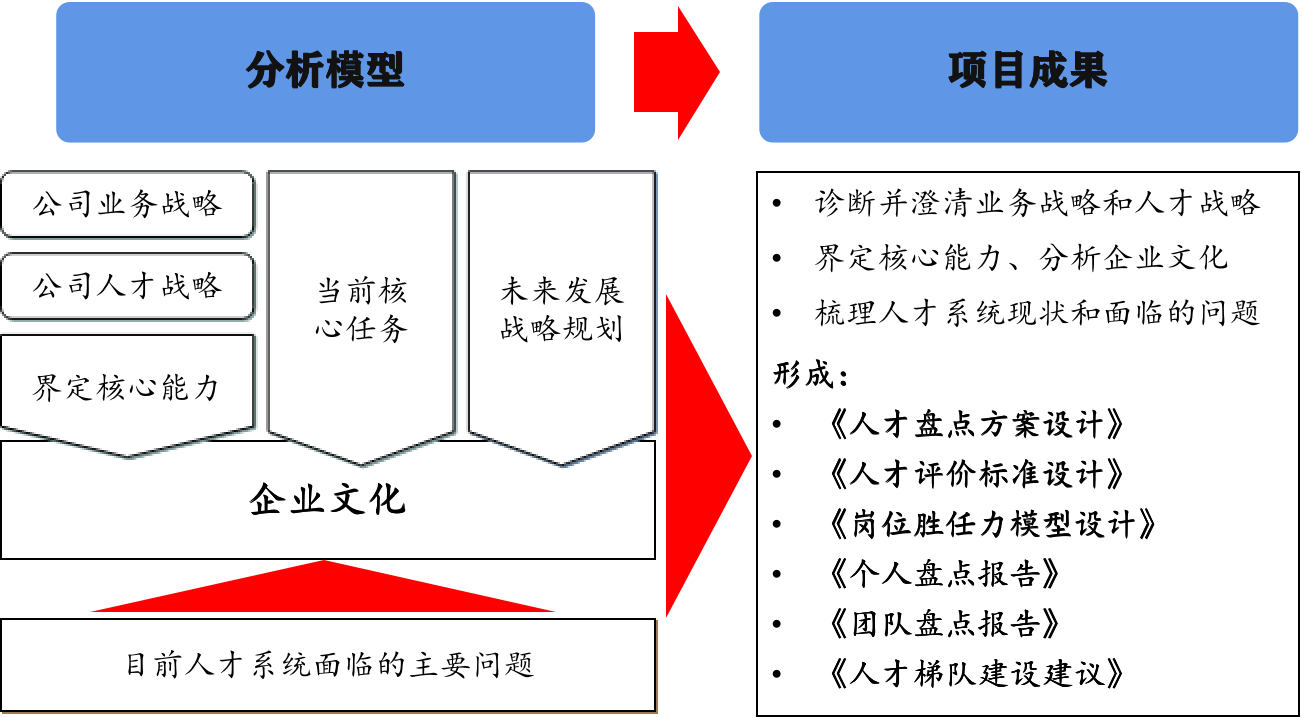 分析模型
项目成果
公司业务战略
公司人才战略
界定核心能力
当前核
心任务
未来发展
战略规划
企业文化
目前人才系统面临的主要问题
• 诊断并澄清业务战略和人才战略
• 界定核心能力、分析企业文化
• 梳理人才系统现状和面临的问题
形成：
• 《人才盘点方案设计》
• 《人才评价标准设计》
• 《岗位胜任力模型设计》
• 《个人盘点报告》
• 《团队盘点报告》
• 《人才梯队建设建议》